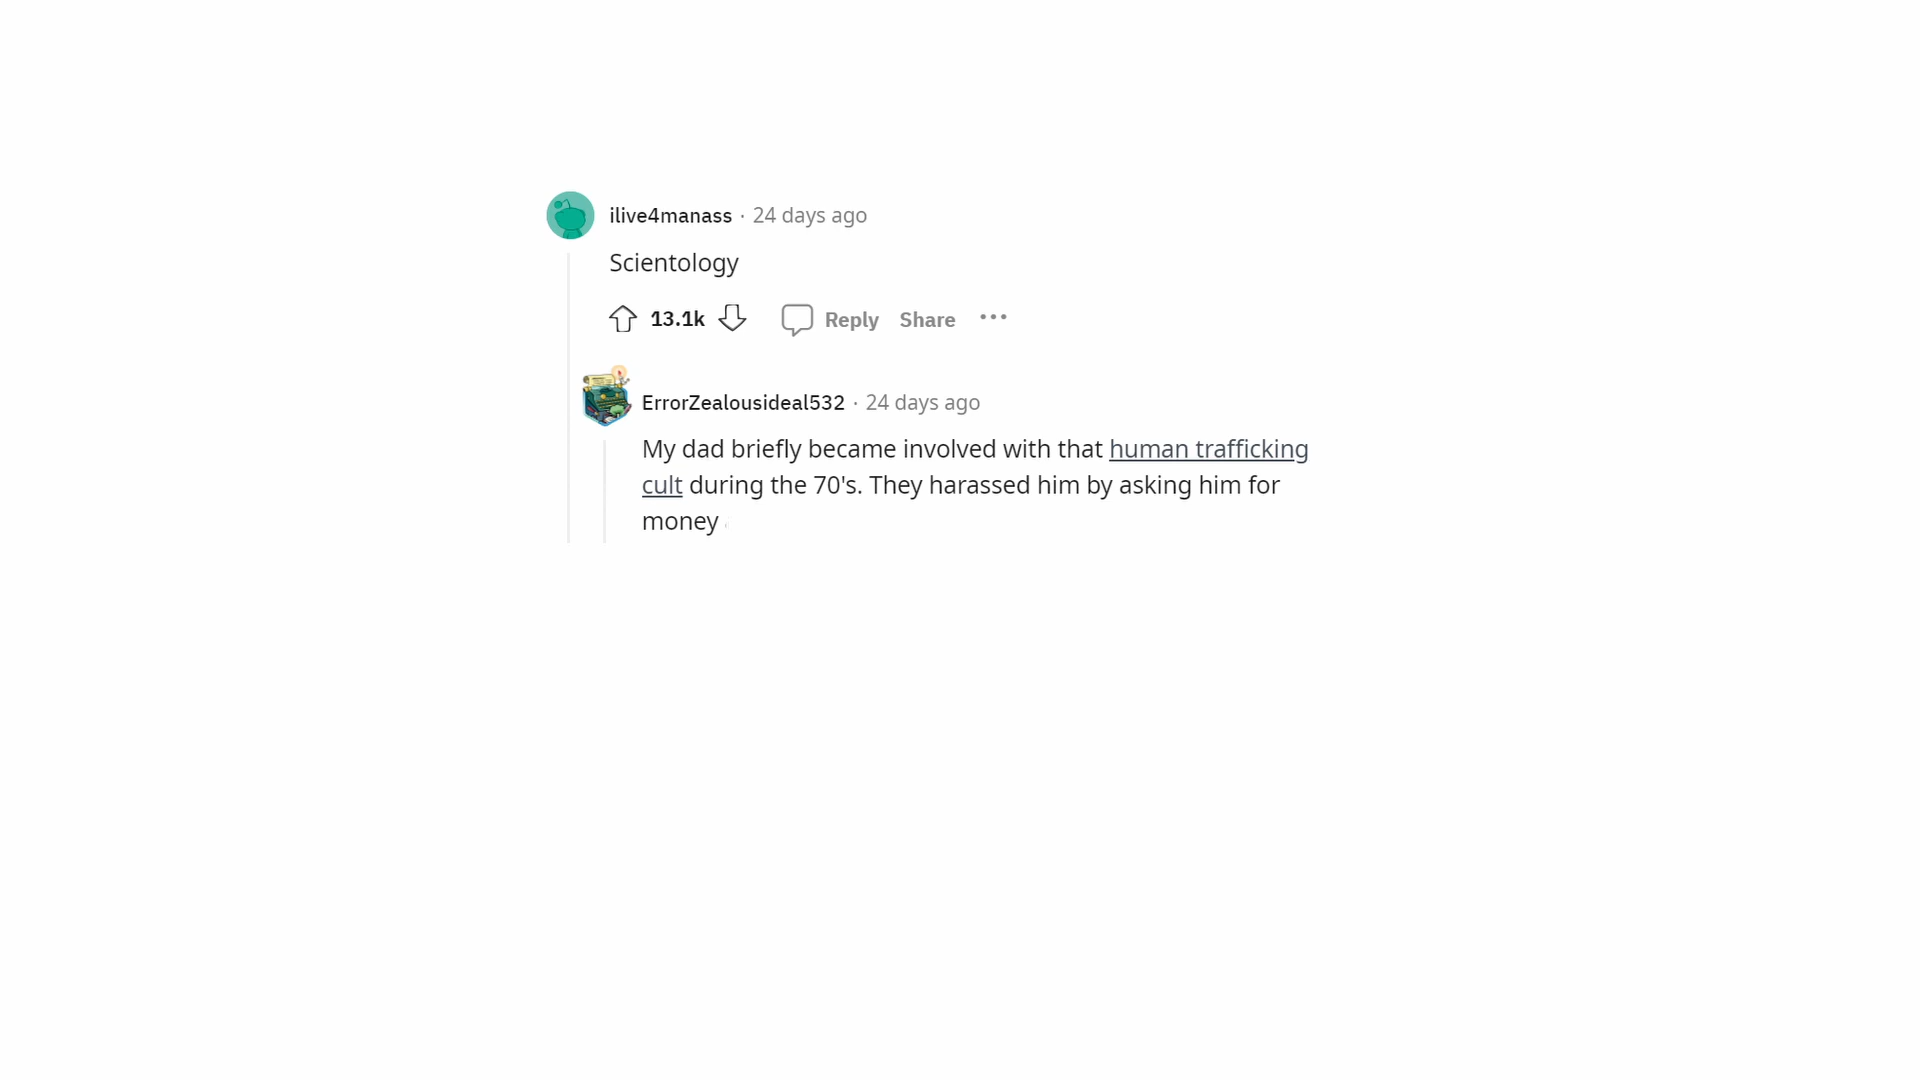 ilive4manass · 24 days ago
Scientology
13.1k Reply Share ···
ErrorZealousideal532 · 24 days ago
My dad briefly became involved with that human trafficking
cult during the 70's. They harassed him by asking him for
money